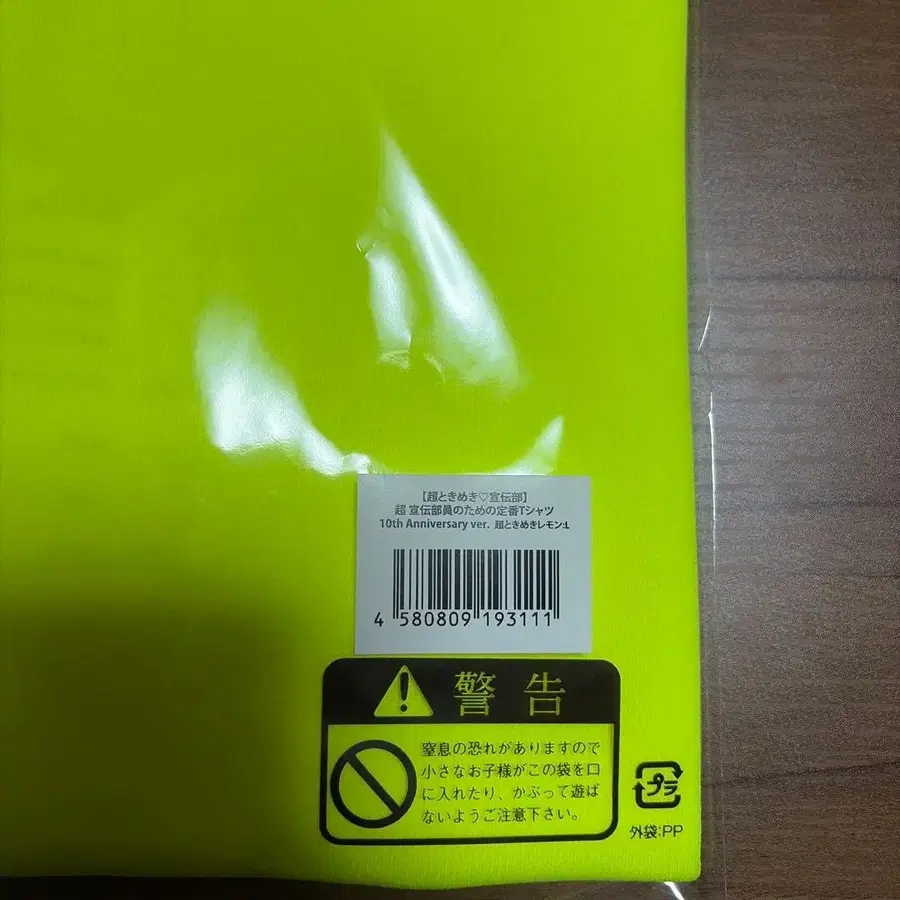 【超ときめき♡宣伝部】
超 宣伝部員のための定番Tシャツ
10th Anniversary ver. 超ときめきレモン:L
4 580809 193111
警告
窒息の恐れがありますので
小さなお子様がこの袋を口
に入れたり、かぶって遊ば
ないようご注意下さい。
プラ
外袋:PP